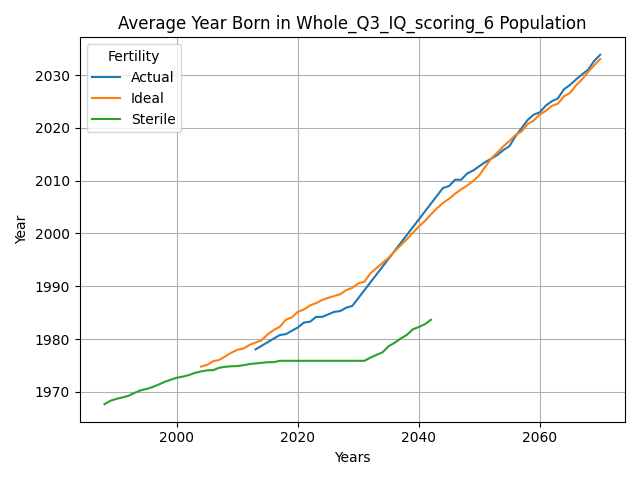 Average Year Born in Whole_Q3_IQ_scoring_6 Population
Fertility
Actual
Ideal
Sterile
Year
2030
2020
2010
2000
1990
1980
1970
2000
2020
2040
2060
Years